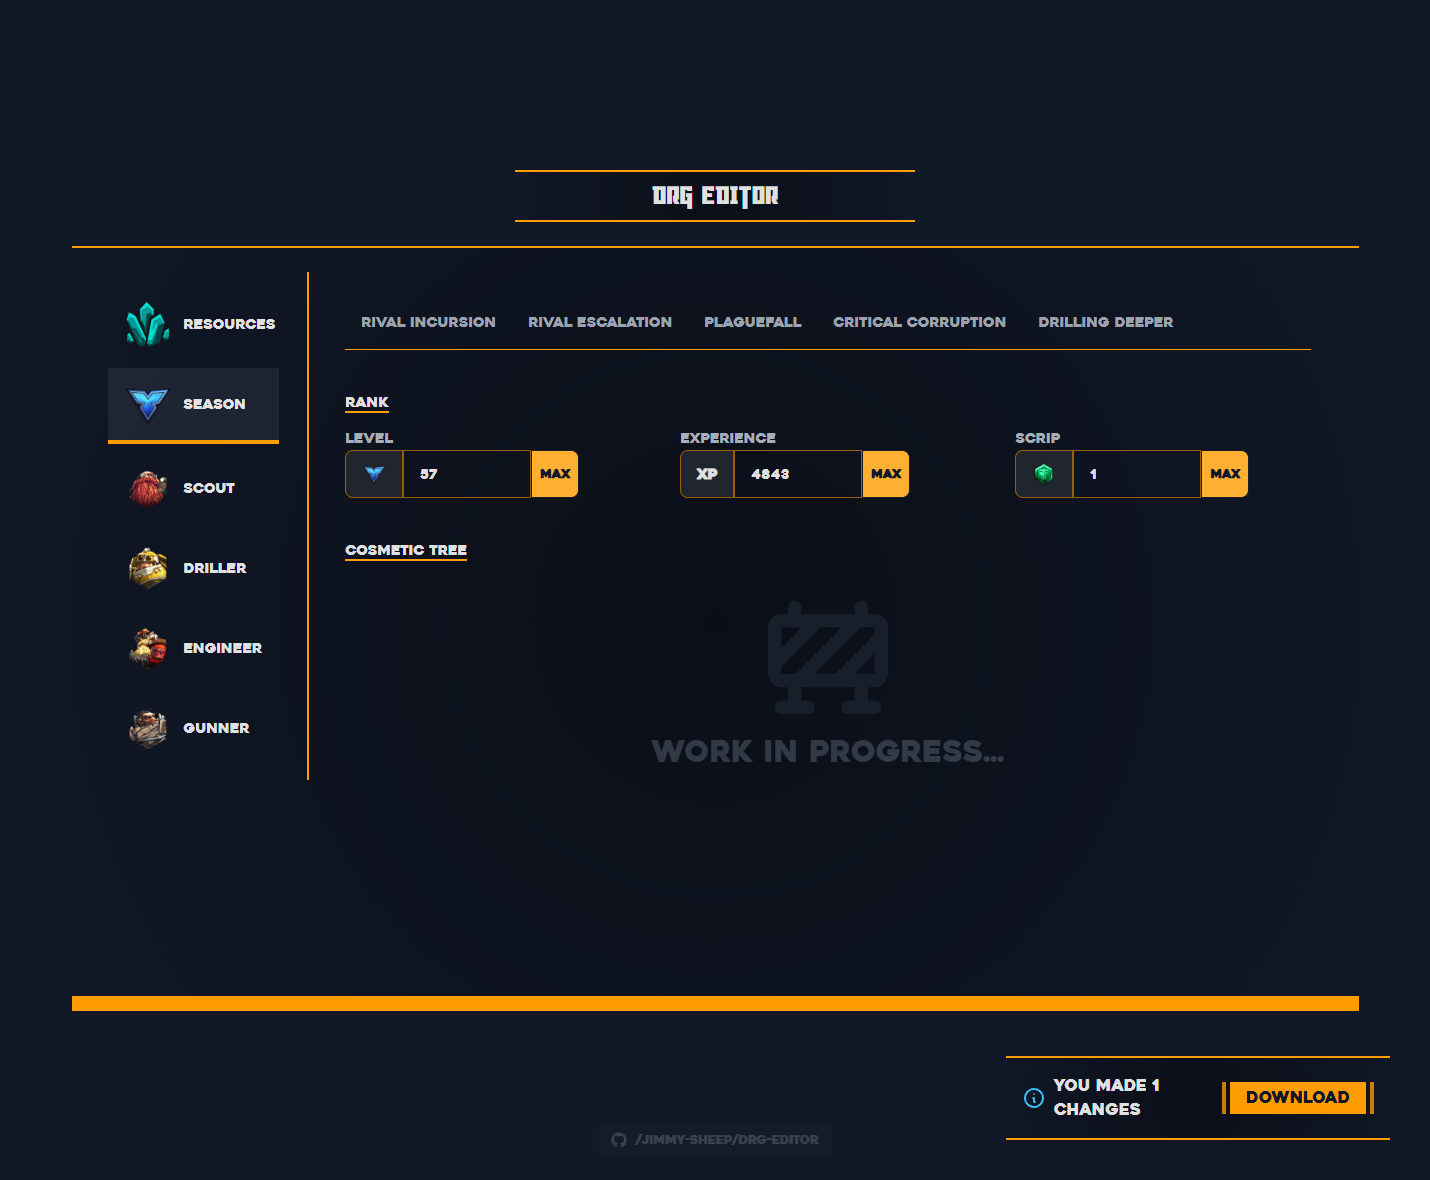 DRG EDITOR
RESOURCES
SEASON
SCOUT
DRILLER
ENGINEER
GUNNER
RIVAL INCURSION RIVAL ESCALATION PLAGUEFALL CRITICAL CORRUPTION DRILLING DEEPER
RANK
LEVEL EXPERIENCE SCRIP
57 MAX XP 4843 MAX 1 MAX
COSMETIC TREE
WORK IN PROGRESS...
YOU MADE 1
CHANGES
DOWNLOAD
/JIMMY-SHEEP/DRG-EDITOR